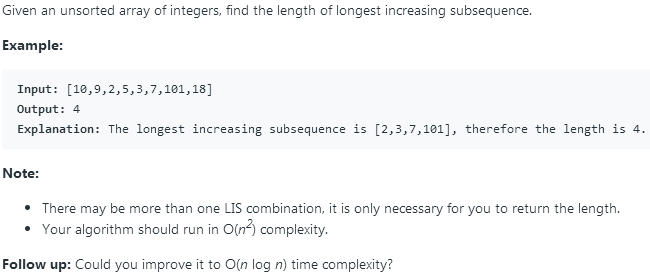 Given an unsorted array of integers, find the length of longest increasing subsequence.
Example:
Input: [10,9,2,5,3,7,101,18]
Output: 4
Explanation: The longest increasing subsequence is [2,3,7,101], therefore the length is 4.
Note:
• There may be more than one LIS combination, it is only necessary for you to return the length.
• Your algorithm should run in O(n²) complexity.
Follow up: Could you improve it to O(n log n) time complexity?